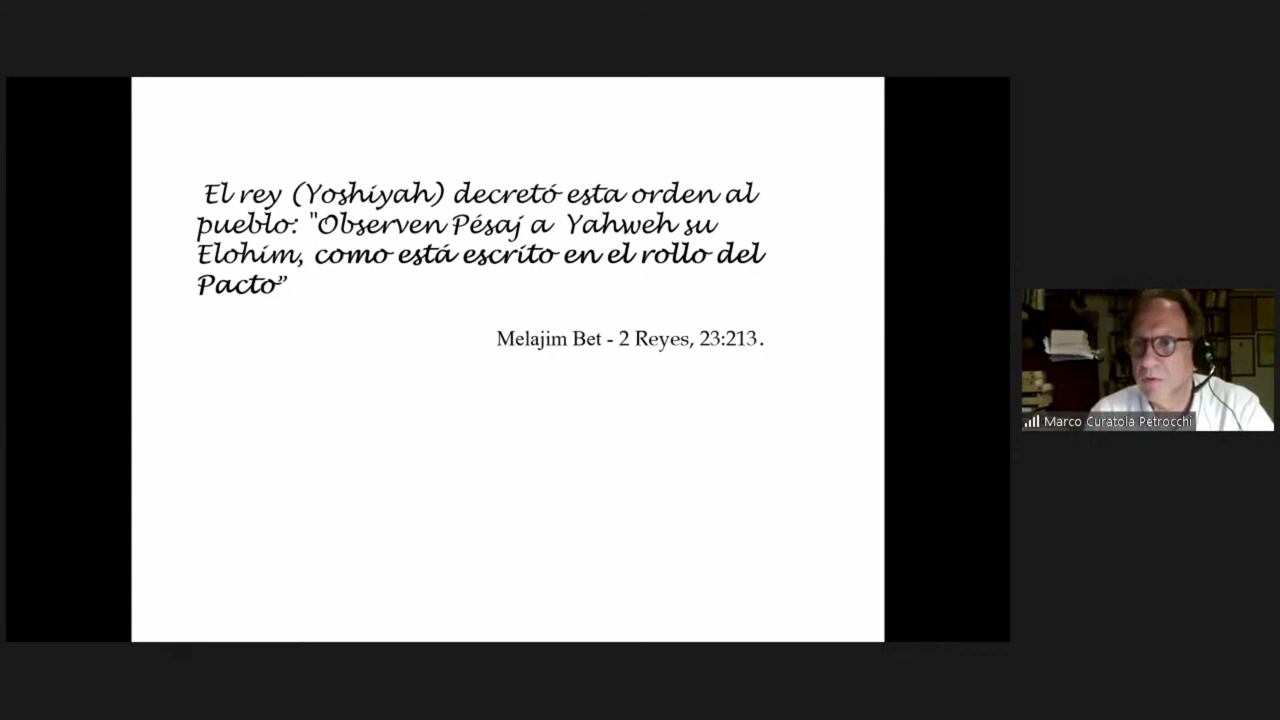 El rey (Yoshiyah) decretó esta orden al
pueblo: "Observen Pésaj a Yahweh su
Elohim, como está escrito en el rollo del
Pacto”
Melajim Bet - 2 Reyes, 23:213.
Marco Curatola Petrocchi